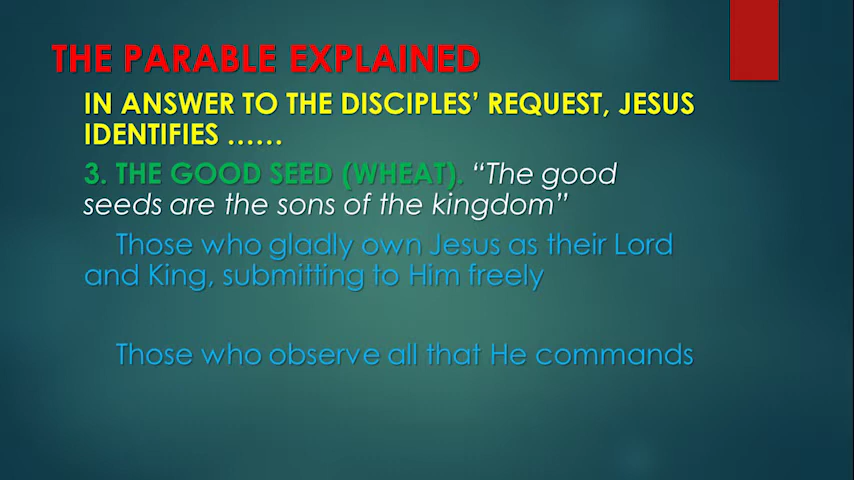 THE PARABLE EXPLAINED
IN ANSWER TO THE DISCIPLES’ REQUEST, JESUS
IDENTIFIES ……
3. THE GOOD SEED (WHEAT). “The good
seeds are the sons of the kingdom”
Those who gladly own Jesus as their Lord
and King, submitting to Him freely
Those who observe all that He commands